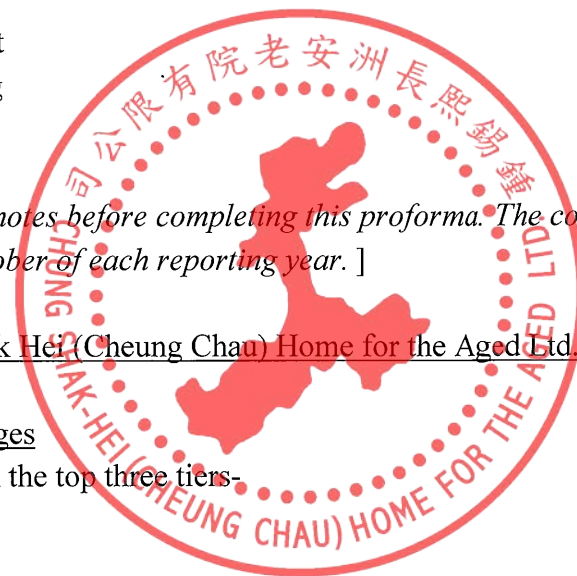 鍾錫熙長洲安老院有限公司
t
g
notes before completing this proforma. The co
ober of each reporting year. ]
k Hei (Cheung Chau) Home for the Aged Ltd.
ges
the top three tiers-
CHUNG SHAK-HEI (CHEUNG CHAU) HOME FOR THE AGED LTD.